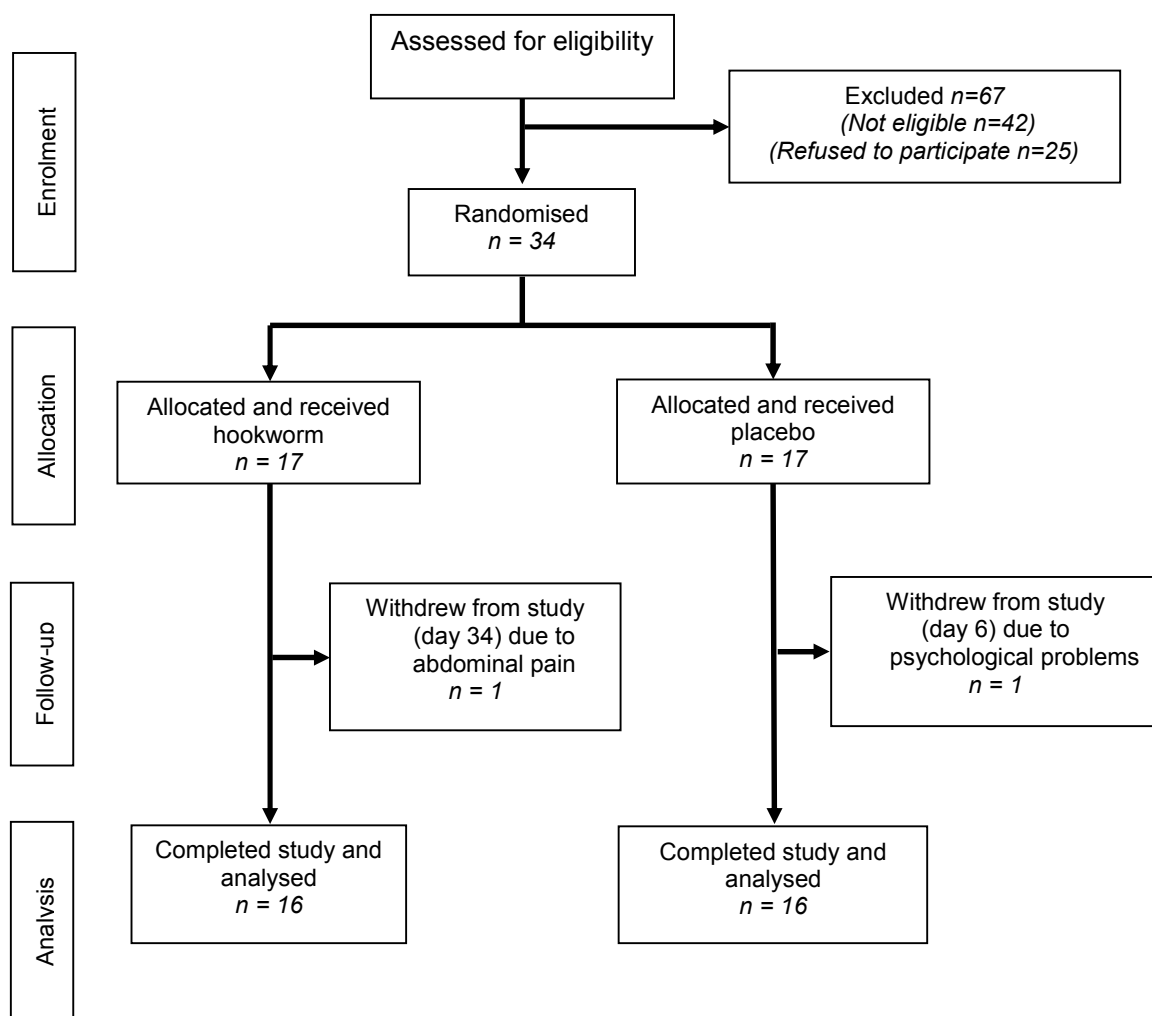 Assessed for eligibility
Excluded n=67
(Not eligible n=42)
(Refused to participate n=25)
Enrolment
Randomised
n = 34
Allocation
Allocated and received
hookworm
n = 17
Allocated and received
placebo
n = 17
Follow-up
Withdrew from study
(day 34) due to
abdominal pain
n = 1
Withdrew from study
(day 6) due to
psychological problems
n = 1
Analysis
Completed study and
analysed
n = 16
Completed study and
analysed
n = 16